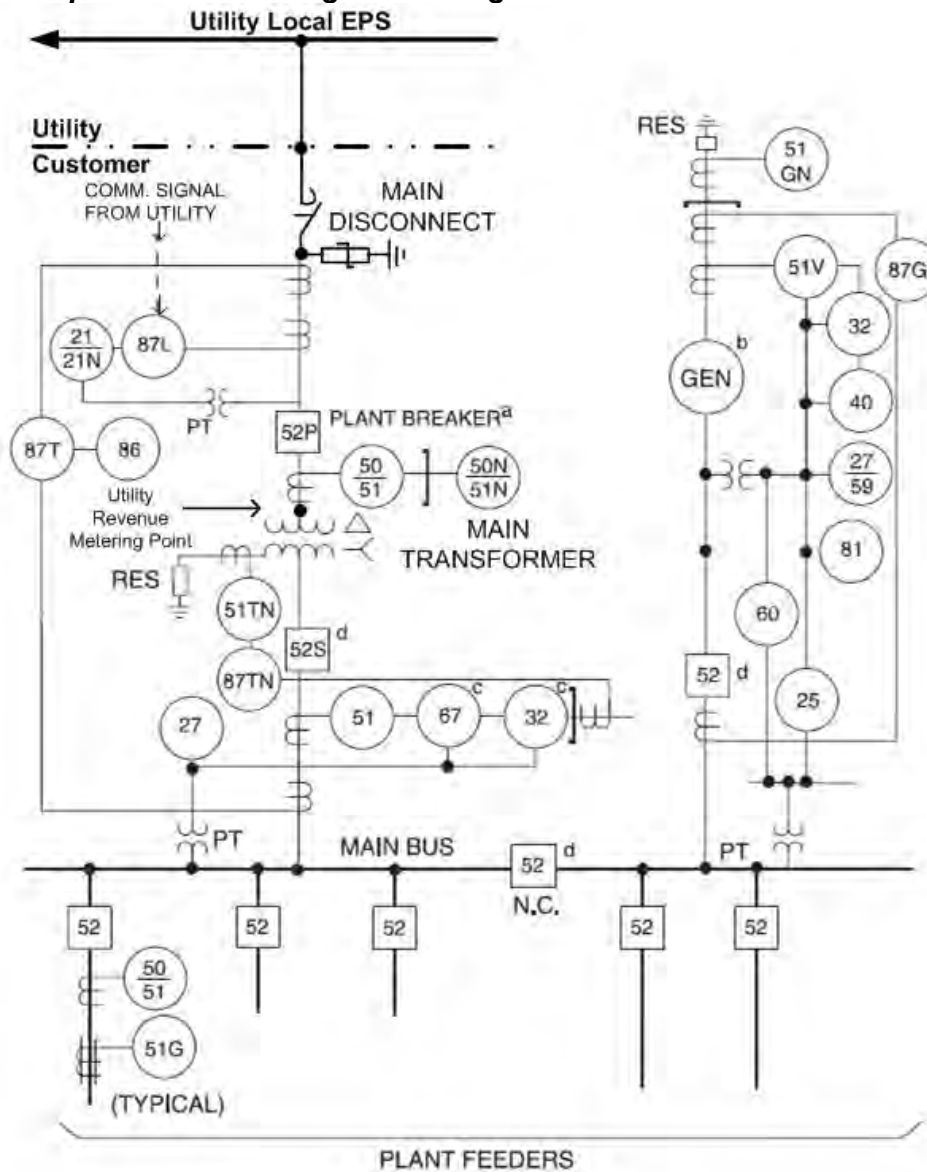 Utility Local EPS
Utility
Customer
COMM. SIGNAL
FROM UTILITY
MAIN
DISCONNECT
RES
51
GN
51V
87G
32
b
GEN
40
27
59
81
60
52
d
25
21
21N
87L
PT
52P
PLANT BREAKERa
87T
86
50
51
50N
51N
Utility
Revenue
Metering Point
MAIN
TRANSFORMER
RES
51TN
52S
d
87TN
27
51
67
c
32
c
PT
MAIN BUS
52
d
N.C.
PT
52
52
52
52
52
50
51
51G
(TYPICAL)
PLANT FEEDERS